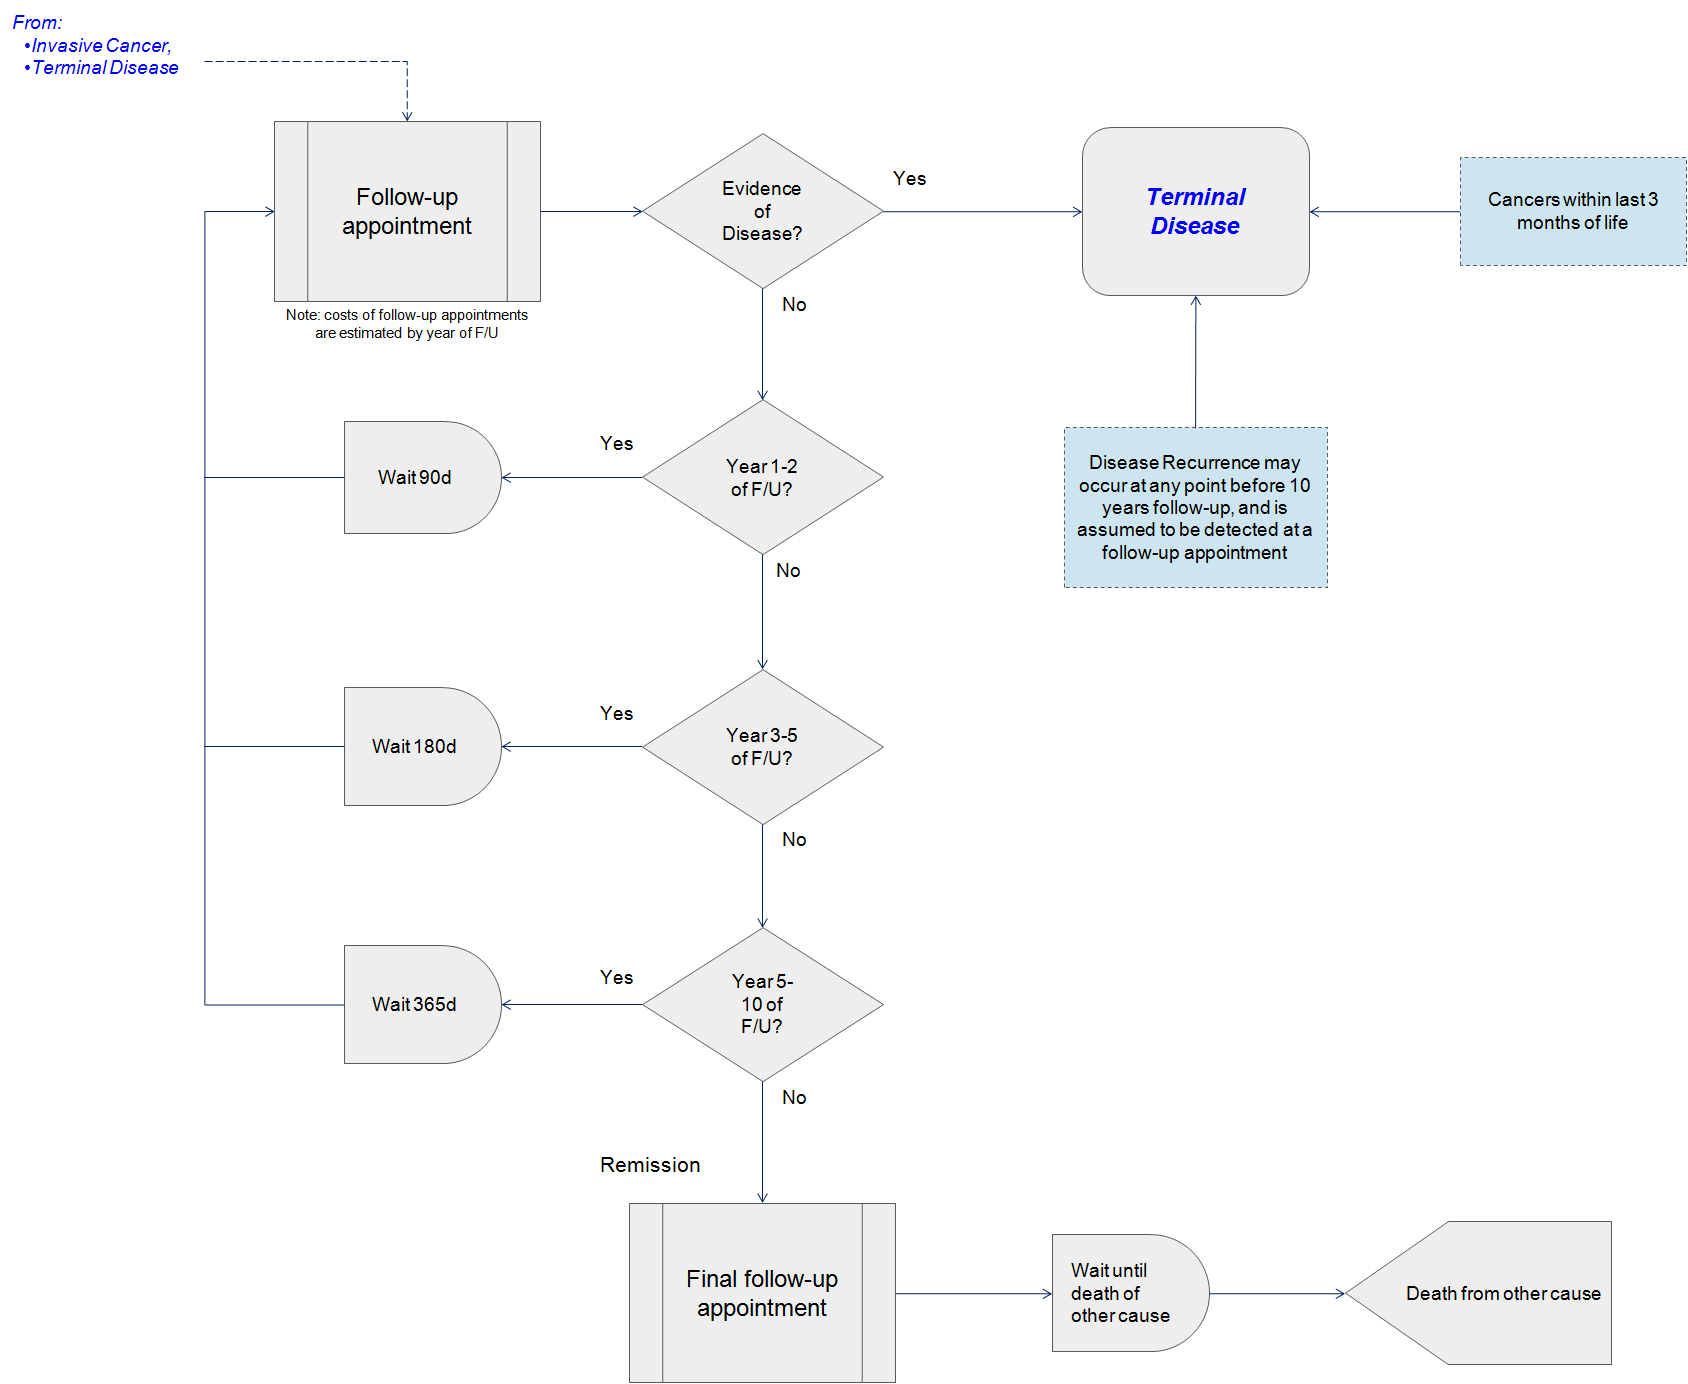 From:
•Invasive Cancer,
•Terminal Disease
Follow-up
appointment
Note: costs of follow-up appointments
are estimated by year of F/U
Evidence
of
Disease?
Yes
No
Terminal
Disease
Cancers within last 3
months of life
Disease Recurrence may
occur at any point before 10
years follow-up, and is
assumed to be detected at a
follow-up appointment
Year 1-2
of F/U?
Yes
Wait 90d
No
Year 3-5
of F/U?
Yes
Wait 180d
No
Year 5-
10 of
F/U?
Yes
Wait 365d
No
Remission
Final follow-up
appointment
Wait until
death of
other cause
Death from other cause